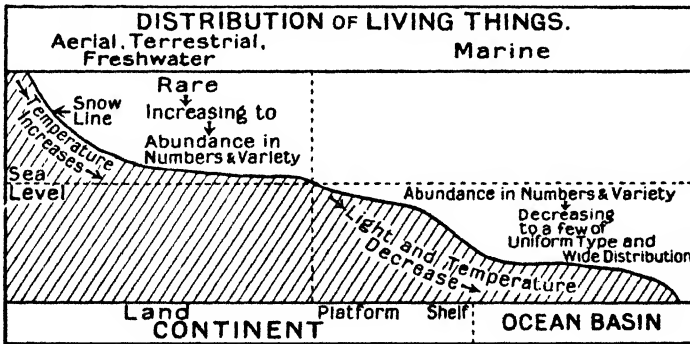 DISTRIBUTION OF LIVING THINGS.
Aerial, Terrestrial,
Freshwater
Marine
Rare
Increasing to
Abundance in
Numbers & Variety
Snow
Line
Temperature
Increases
Sea
Level
Abundance in Numbers & Variety
Decreasing
to a few of
Uniform Type and
Wide Distribution
Light and Temperature
Decrease
Land
Platform
Shelf
CONTINENT
OCEAN BASIN